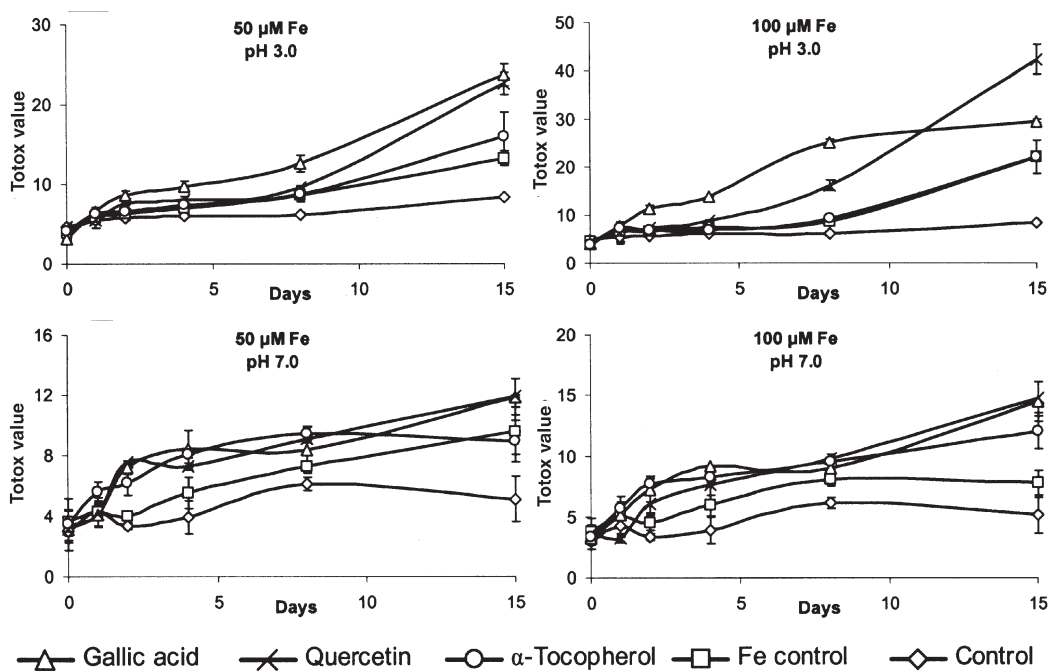 50 µM Fe
pH 3.0
Totox value
30
20
10
0
0
5
10
15
Days
100 µM Fe
pH 3.0
Totox value
50
40
30
20
10
0
0
5
10
15
Days
50 µM Fe
pH 7.0
Totox value
16
12
8
4
0
0
5
10
15
Days
100 µM Fe
pH 7.0
Totox value
20
15
10
5
0
0
5
10
15
Days
Gallic acid Quercetin α-Tocopherol Fe control Control